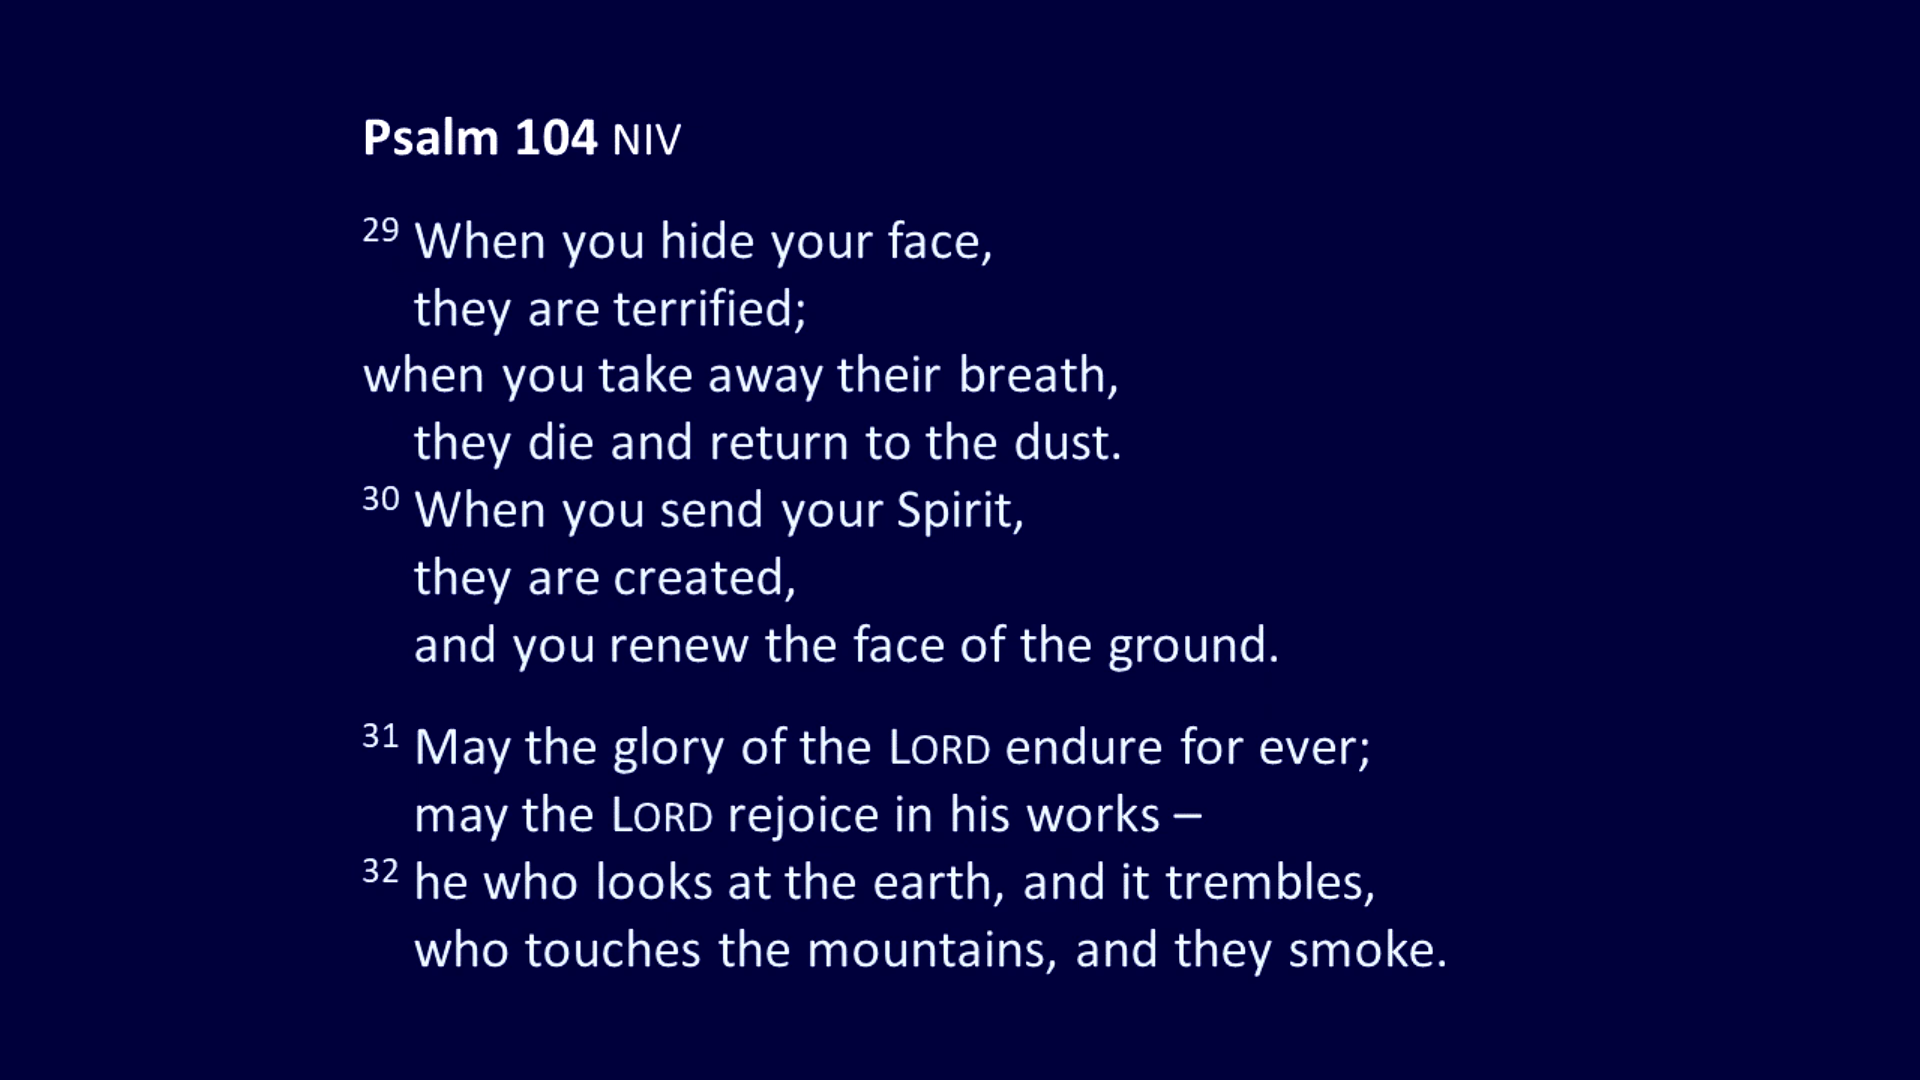 Psalm 104 NIV
29 When you hide your face,
they are terrified;
when you take away their breath,
they die and return to the dust.
30 When you send your Spirit,
they are created,
and you renew the face of the ground.
31 May the glory of the LORD endure for ever;
may the LORD rejoice in his works –
32 he who looks at the earth, and it trembles,
who touches the mountains, and they smoke.